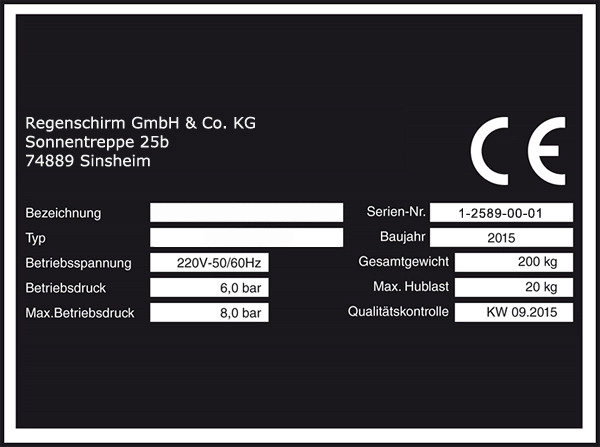 Regenschirm GmbH & Co. KG
Sonnentreppe 25b
74889 Sinsheim
CE
Bezeichnung
Serien-Nr. 1-2589-00-01
Typ
Baujahr 2015
Betriebsspannung 220V-50/60Hz
Gesamtgewicht 200 kg
Betriebsdruck 6,0 bar
Max. Hublast 20 kg
Max.Betriebsdruck 8,0 bar
Qualitätskontrolle KW 09.2015